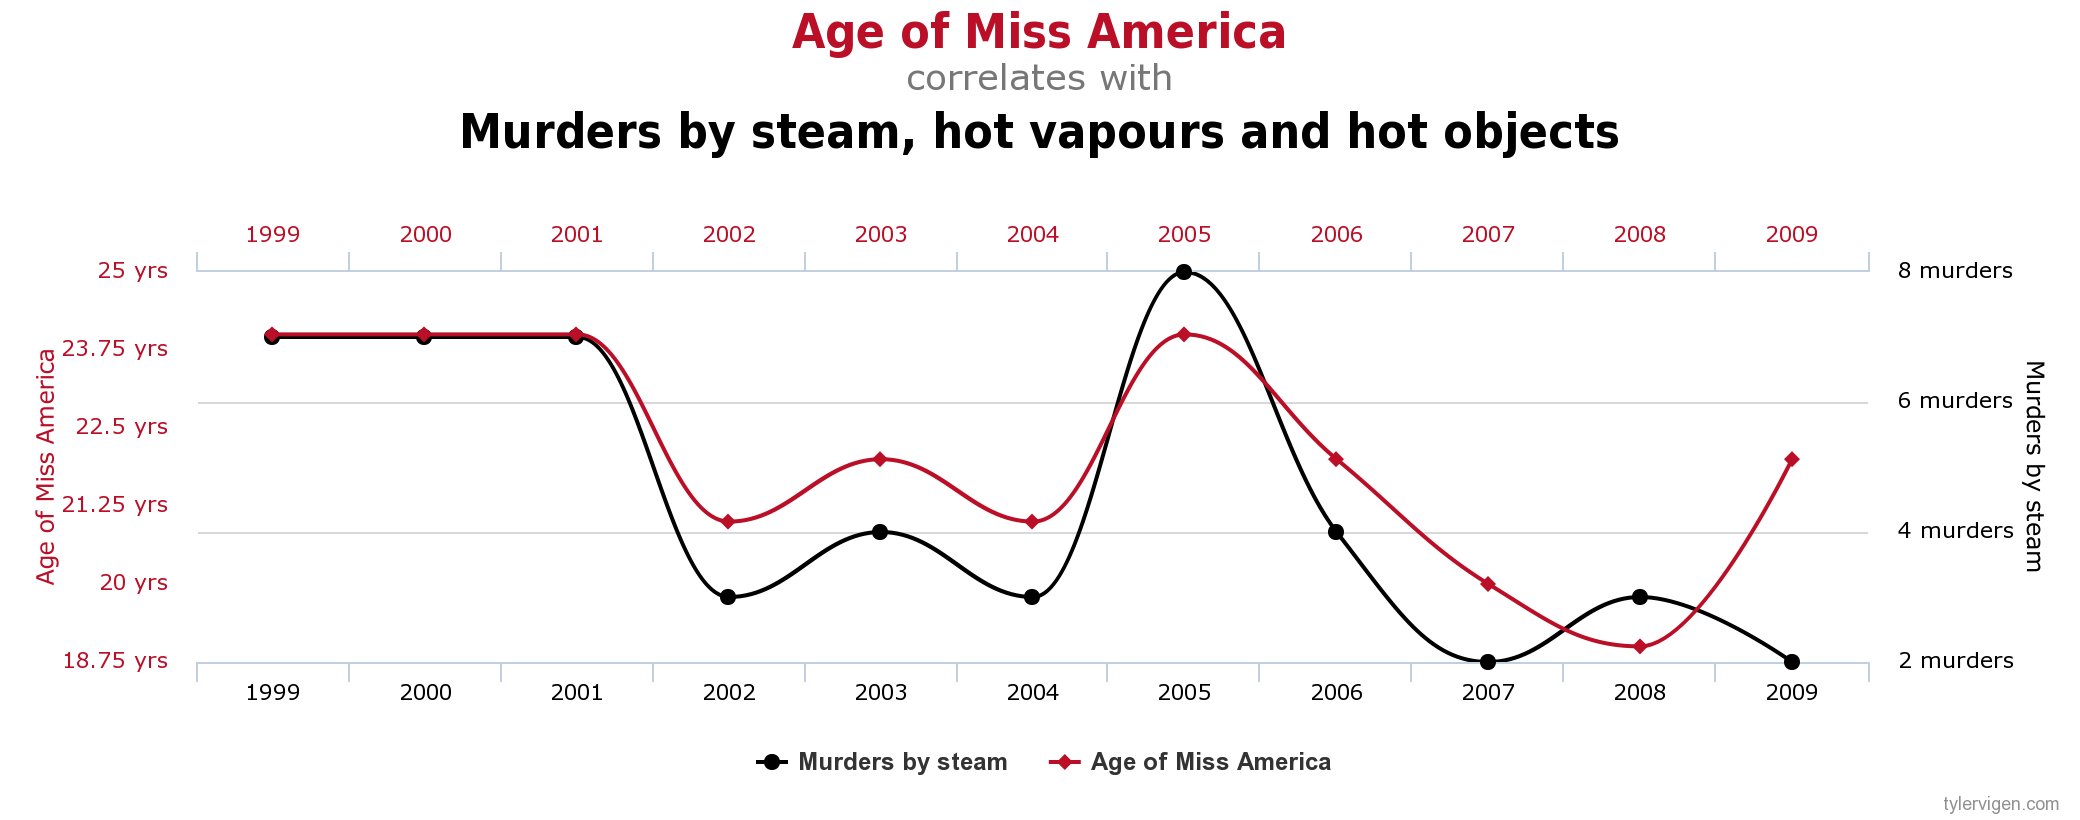 Age of Miss America
correlates with
Murders by steam, hot vapours and hot objects
1999 2000 2001 2002 2003 2004 2005 2006 2007 2008 2009
25 yrs 8 murders
23.75 yrs
6 murders
22.5 yrs
21.25 yrs
4 murders
20 yrs
18.75 yrs 2 murders
Age of Miss America
Murders by steam
1999 2000 2001 2002 2003 2004 2005 2006 2007 2008 2009
Murders by steam Age of Miss America
tylervigen.com